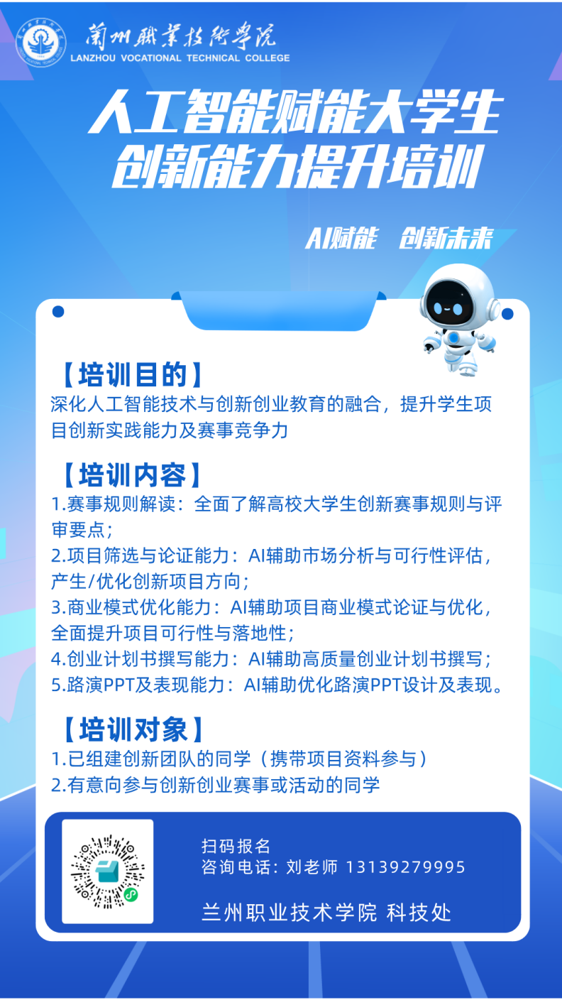 蘭州職業技術學院
LANZHOU VOCATIONAL TECHNICAL COLLEGE
人工智能赋能大学生
创新能力提升培训
AI赋能 创新未来
【培训目的】
深化人工智能技术与创新创业教育的融合，提升学生项
目创新实践能力及赛事竞争力
【培训内容】
1.赛事规则解读：全面了解高校大学生创新赛事规则与评
审要点；
2.项目筛选与论证能力：AI辅助市场分析与可行性评估，
产生/优化创新项目方向；
3.商业模式优化能力：AI辅助项目商业模式论证与优化，
全面提升项目可行性与落地性；
4.创业计划书撰写能力：AI辅助高质量创业计划书撰写；
5.路演PPT及表现能力：AI辅助优化路演PPT设计及表现。
【培训对象】
1.已组建创新团队的同学（携带项目资料参与）
2.有意向参与创新创业赛事或活动的同学
扫码报名
咨询电话: 刘老师 13139279995
兰州职业技术学院 科技处